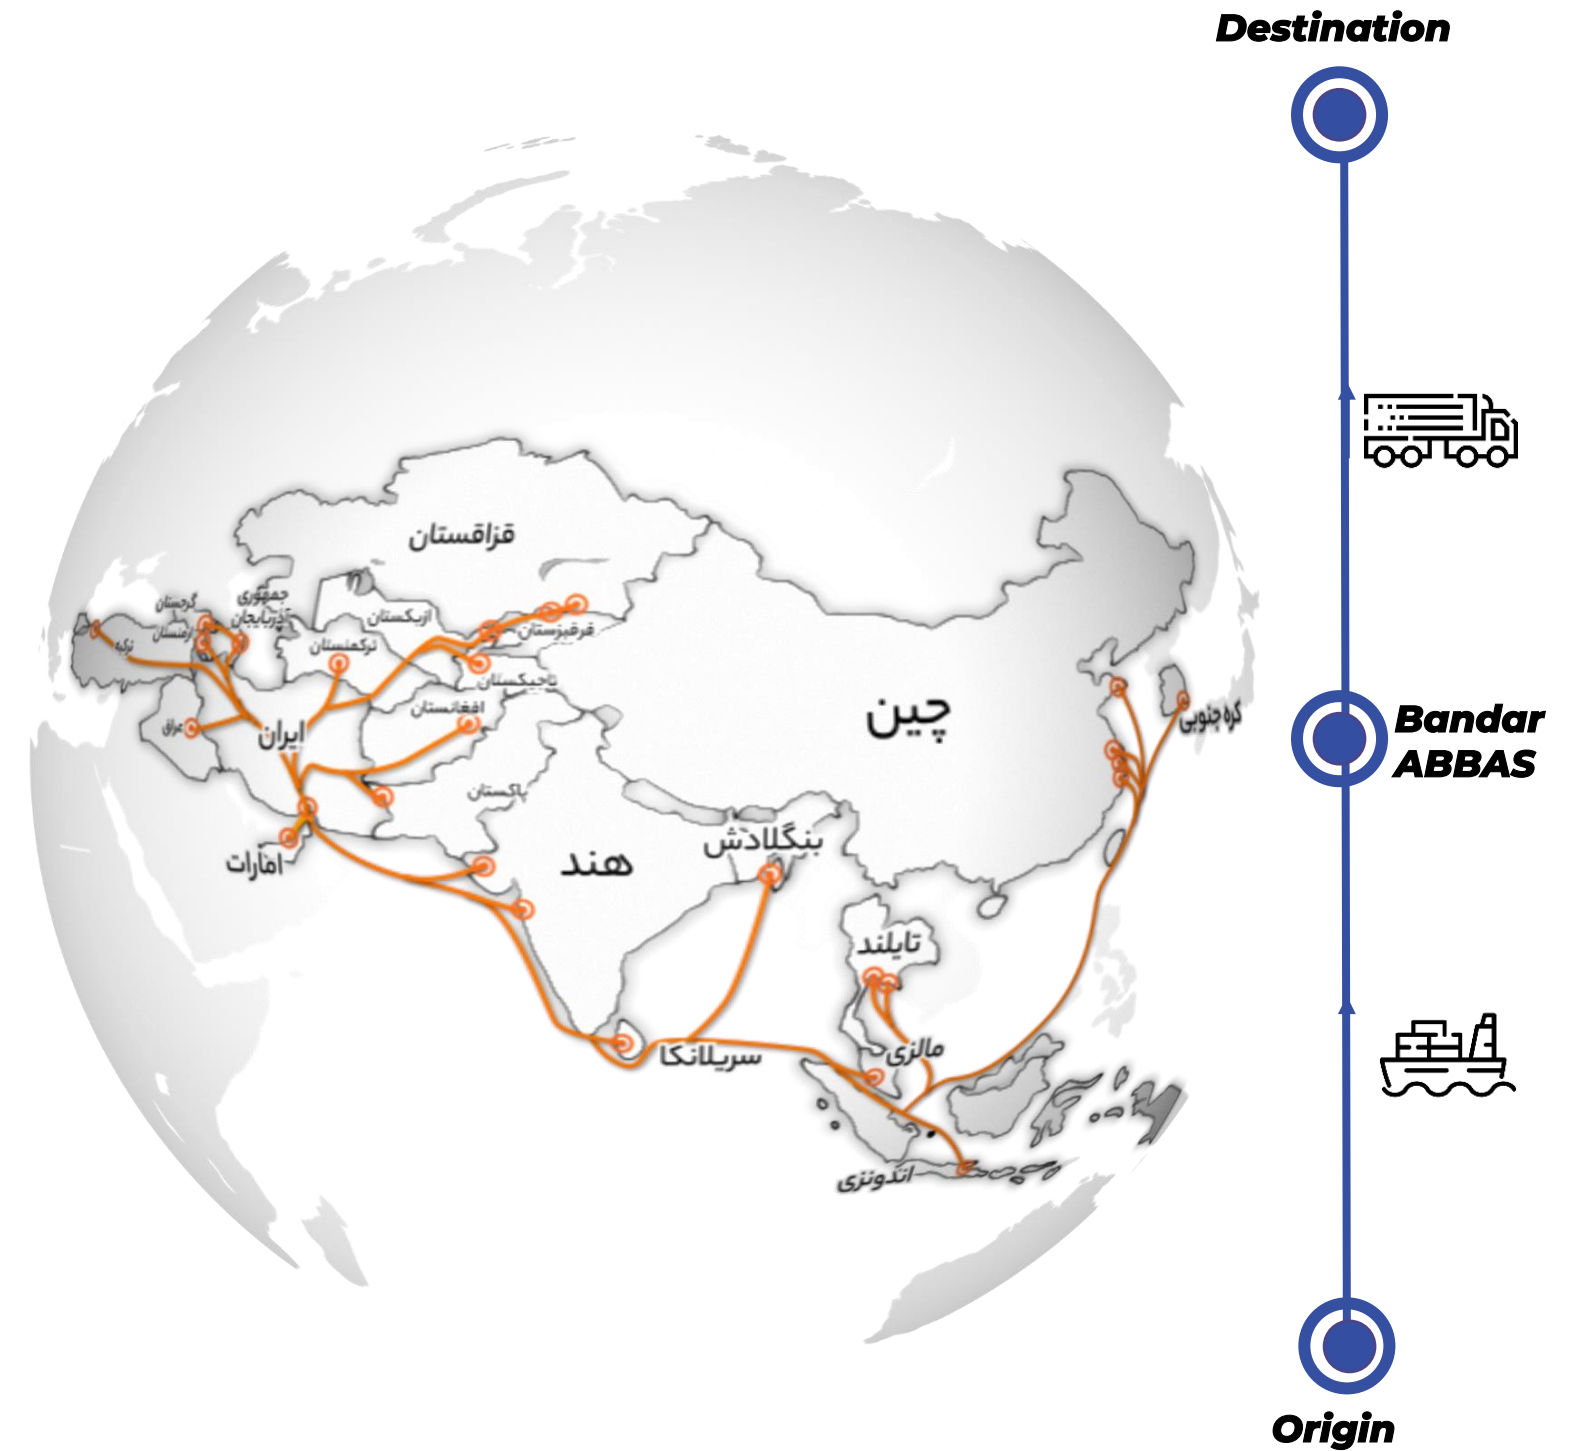 Destination
قزاقستان
گرجستان
جمهوری
آذربایجان
ازبکستان
ارمنستان
قرقیزستان
ترکیه
ترکمنستان
تاجیکستان
افغانستان
عراق
ایران
چین
کره جنوبی
Bandar
ABBAS
پاکستان
بنگلادش
امارات
هند
تایلند
مالزی
سریلانکا
اندونزی
Origin